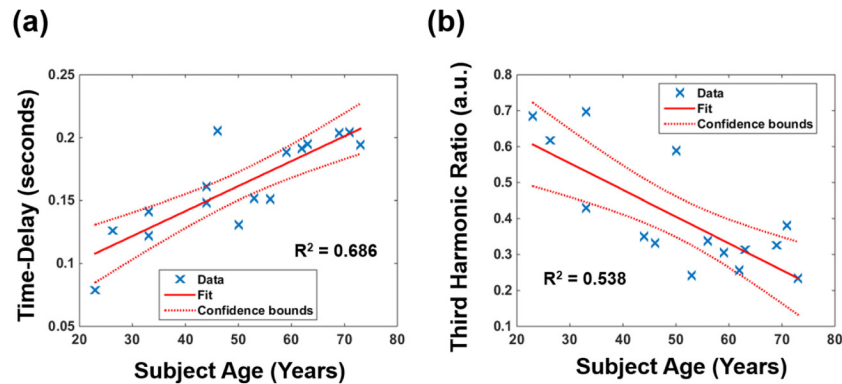 (a)
Time-Delay (seconds)
0.25
0.2
0.15
0.1
0.05
R² = 0.686
Data
Fit
Confidence bounds
20 30 40 50 60 70 80
Subject Age (Years)
(b)
Third Harmonic Ratio (a.u.)
0.8
0.7
0.6
0.5
0.4
0.3
0.2
0.1
Data
Fit
Confidence bounds
R² = 0.538
20 30 40 50 60 70 80
Subject Age (Years)